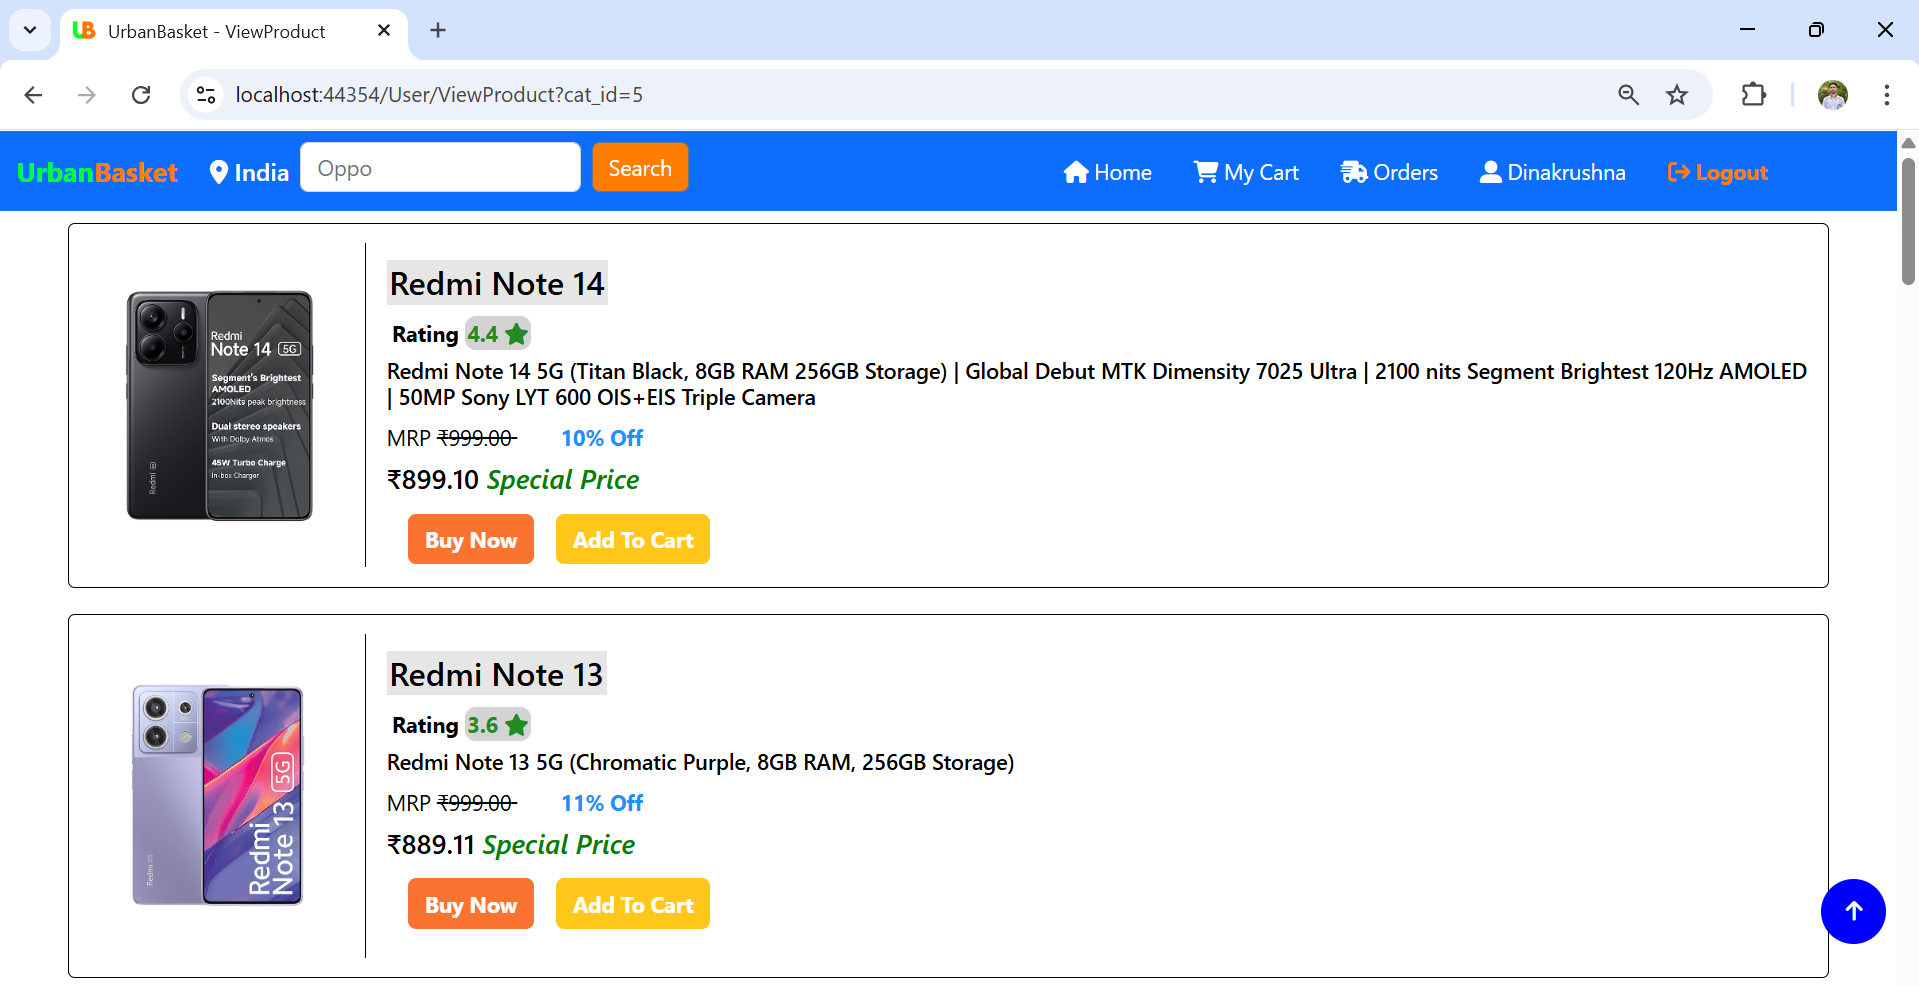 UB UrbanBasket - ViewProduct
localhost:44354/User/ViewProduct?cat_id=5
UrbanBasket India Oppo Search Home My Cart Orders Dinakrushna Logout
Redmi Note 14
Rating 4.4
Redmi Note 14 5G (Titan Black, 8GB RAM 256GB Storage) | Global Debut MTK Dimensity 7025 Ultra | 2100 nits Segment Brightest 120Hz AMOLED
| 50MP Sony LYT 600 OIS+EIS Triple Camera
MRP ₹999.00 10% Off
₹899.10 Special Price
Buy Now Add To Cart
Redmi
Note 14 5G
Segment's Brightest
AMOLED
2100Nits peak brightness
Dual stereo speakers
With Dolby Atmos
45W Turbo Charge
In-box Charger
Redmi
Redmi Note 13
Rating 3.6
Redmi Note 13 5G (Chromatic Purple, 8GB RAM, 256GB Storage)
MRP ₹999.00 11% Off
₹889.11 Special Price
Buy Now Add To Cart
Redmi
Note 13 5G
Redmi